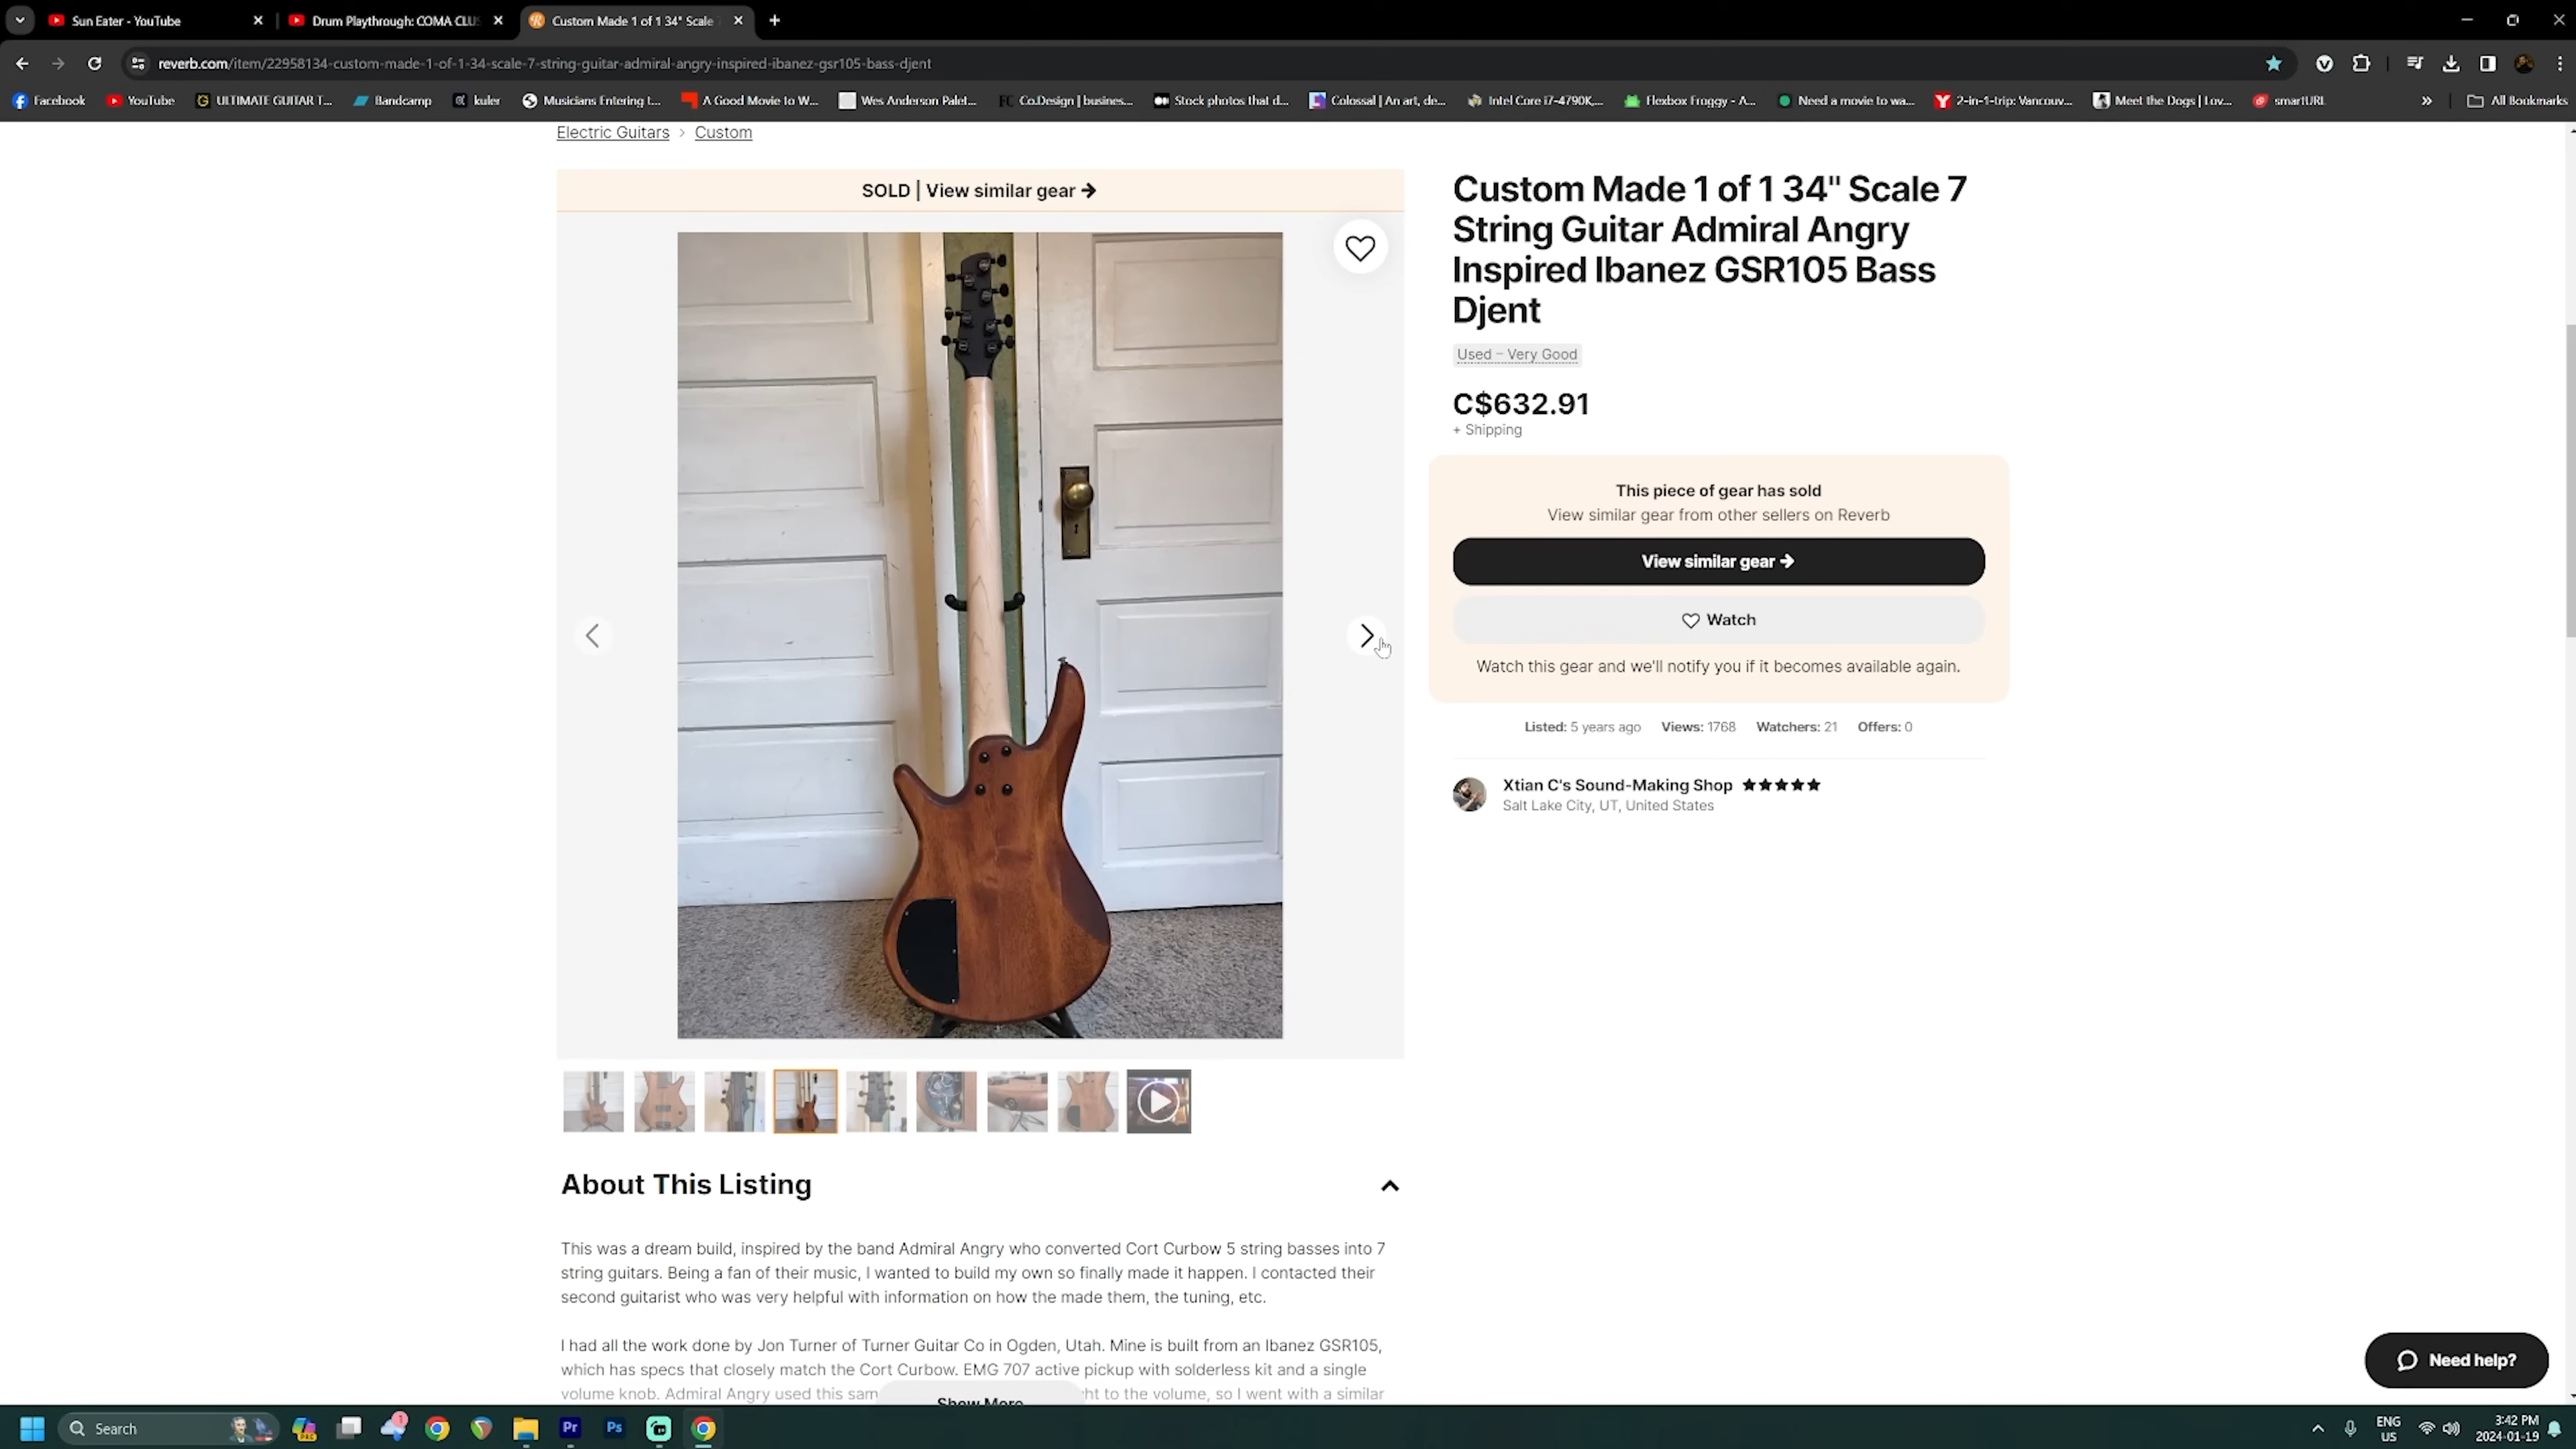 Sun Eater - YouTube
Drum Playthrough: COMA CLUS
Custom Made 1 of 1 34" Scale 7
reverb.com/item/22958134-custom-made-1-of-1-34-scale-7-string-guitar-admiral-angry-inspired-ibanez-gsr105-bass-djent
Facebook
YouTube
ULTIMATE GUITAR T...
Bandcamp
kuler
Musicians Entering t...
A Good Movie to W...
Wes Anderson Palet...
Co.Design | busines...
Stock photos that d...
Colossal | An art, de...
Intel Core i7-4790K,...
Flexbox Froggy - A...
Need a movie to wa...
2-in-1-trip: Vancouv...
Meet the Dogs | Lov...
smartURL
»
All Bookmarks
Electric Guitars > Custom
SOLD | View similar gear →
Custom Made 1 of 1 34" Scale 7
String Guitar Admiral Angry
Inspired Ibanez GSR105 Bass
Djent
Used – Very Good
C$632.91
+ Shipping
This piece of gear has sold
View similar gear from other sellers on Reverb
View similar gear →
Watch
Watch this gear and we'll notify you if it becomes available again.
Listed: 5 years ago Views: 1768 Watchers: 21 Offers: 0
Xtian C's Sound-Making Shop ★★★★★
Salt Lake City, UT, United States
About This Listing
This was a dream build, inspired by the band Admiral Angry who converted Cort Curbow 5 string basses into 7
string guitars. Being a fan of their music, I wanted to build my own so finally made it happen. I contacted their
second guitarist who was very helpful with information on how the made them, the tuning, etc.
I had all the work done by Jon Turner of Turner Guitar Co in Ogden, Utah. Mine is built from an Ibanez GSR105,
which has specs that closely match the Cort Curbow. EMG 707 active pickup with solderless kit and a single
volume knob. Admiral Angry used this sam ht to the volume, so I went with a similar
Show More
Need help?
Search
PRE
1
Pr
Ps
ENG
US
3:42 PM
2024-01-19